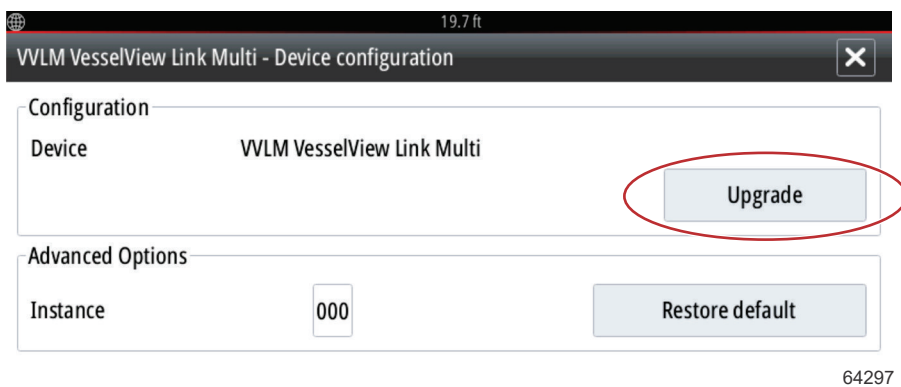 19.7 ft
VVLM VesselView Link Multi - Device configuration
Configuration
Device VVLM VesselView Link Multi
Upgrade
Advanced Options
Instance 000 Restore default
64297